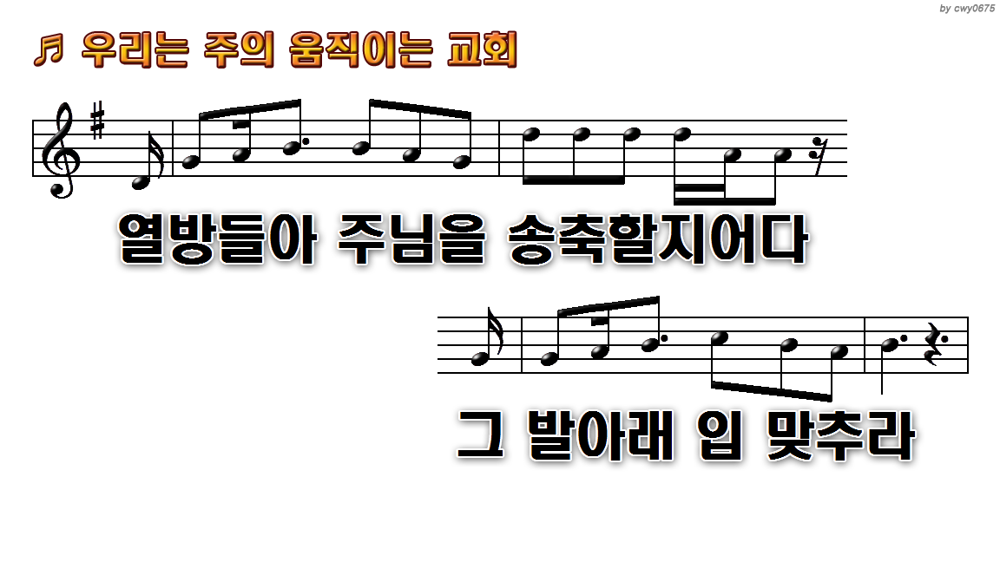 by cwy0675
♬ 우리는 주의 움직이는 교회
열방들아 주님을 송축할지어다
그 발아래 입 맞추라